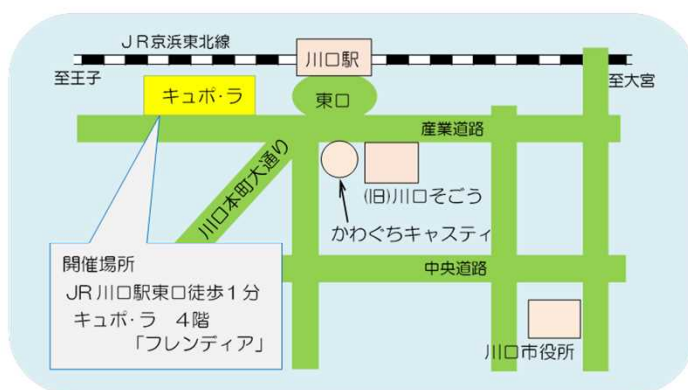 JR京浜東北線
川口駅
至王子
至大宮
キュポ・ラ
東口
産業道路
川口本町大通り
(旧)川口そごう
かわぐちキャスティ
開催場所
JR川口駅東口徒歩1分
キュポ・ラ 4階
「フレンディア」
中央道路
川口市役所